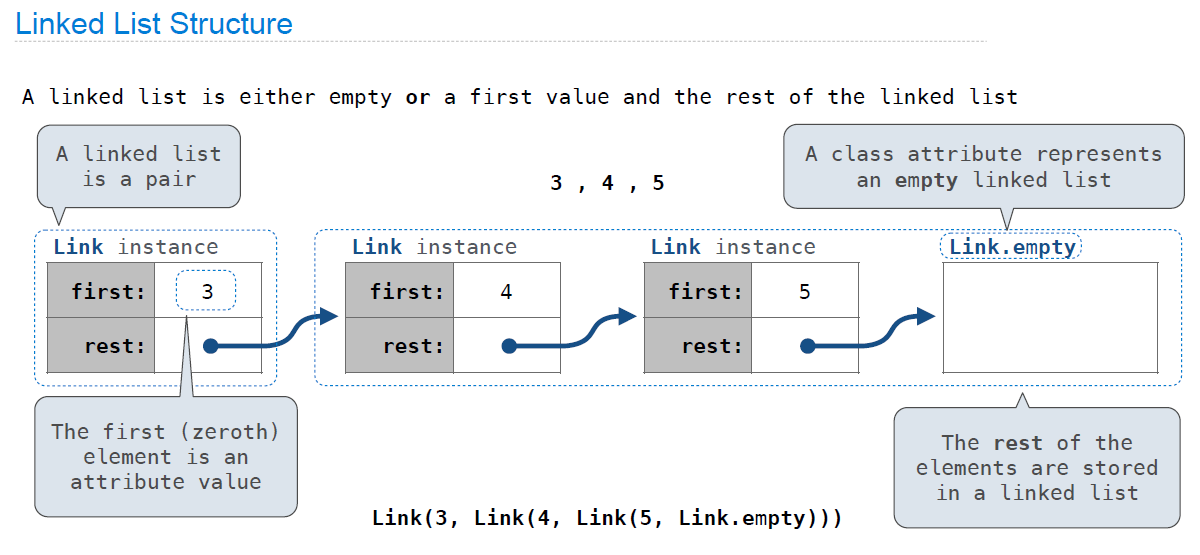 Linked List Structure
A linked list is either empty or a first value and the rest of the linked list
A linked list
is a pair
3 , 4 , 5
A class attribute represents
an empty linked list
Link instance
first: 3
rest:
Link instance
first: 4
rest:
Link instance
first: 5
rest:
Link.empty
The first (zeroth)
element is an
attribute value
The rest of the
elements are stored
in a linked list
Link(3, Link(4, Link(5, Link.empty)))